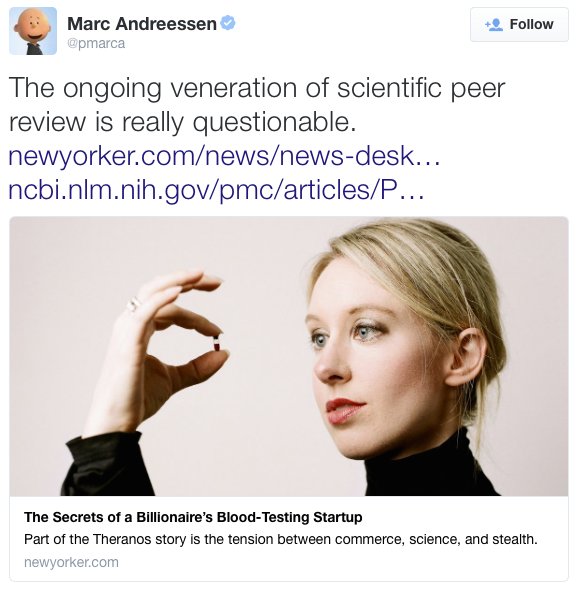 Marc Andreessen
@pmarca
Follow
The ongoing veneration of scientific peer
review is really questionable.
newyorker.com/news/news-desk…
ncbi.nlm.nih.gov/pmc/articles/P…
The Secrets of a Billionaire's Blood-Testing Startup
Part of the Theranos story is the tension between commerce, science, and stealth.
newyorker.com